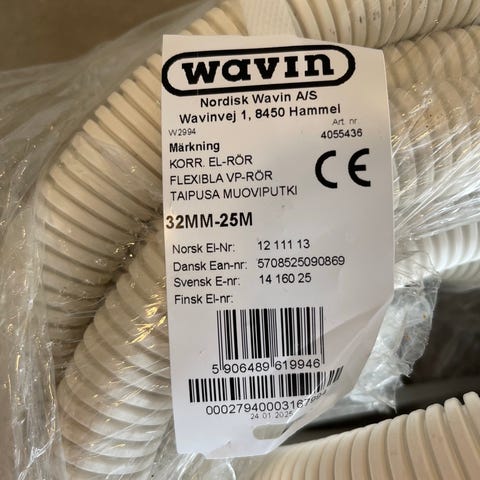 wavin
Nordisk Wavin A/S
Wavinvej 1, 8450 Hammel
W2994 Art. nr
4055436
Märkning
KORR. EL-RÖR
FLEXIBLA VP-RÖR
TAIPUSA MUOVIPUTKI
CE
32MM-25M
Norsk El-Nr: 12 111 13
Dansk Ean-nr: 5708525090869
Svensk E-nr: 14 160 25
Finsk El-nr:
5 906489 619946
24 01 2025